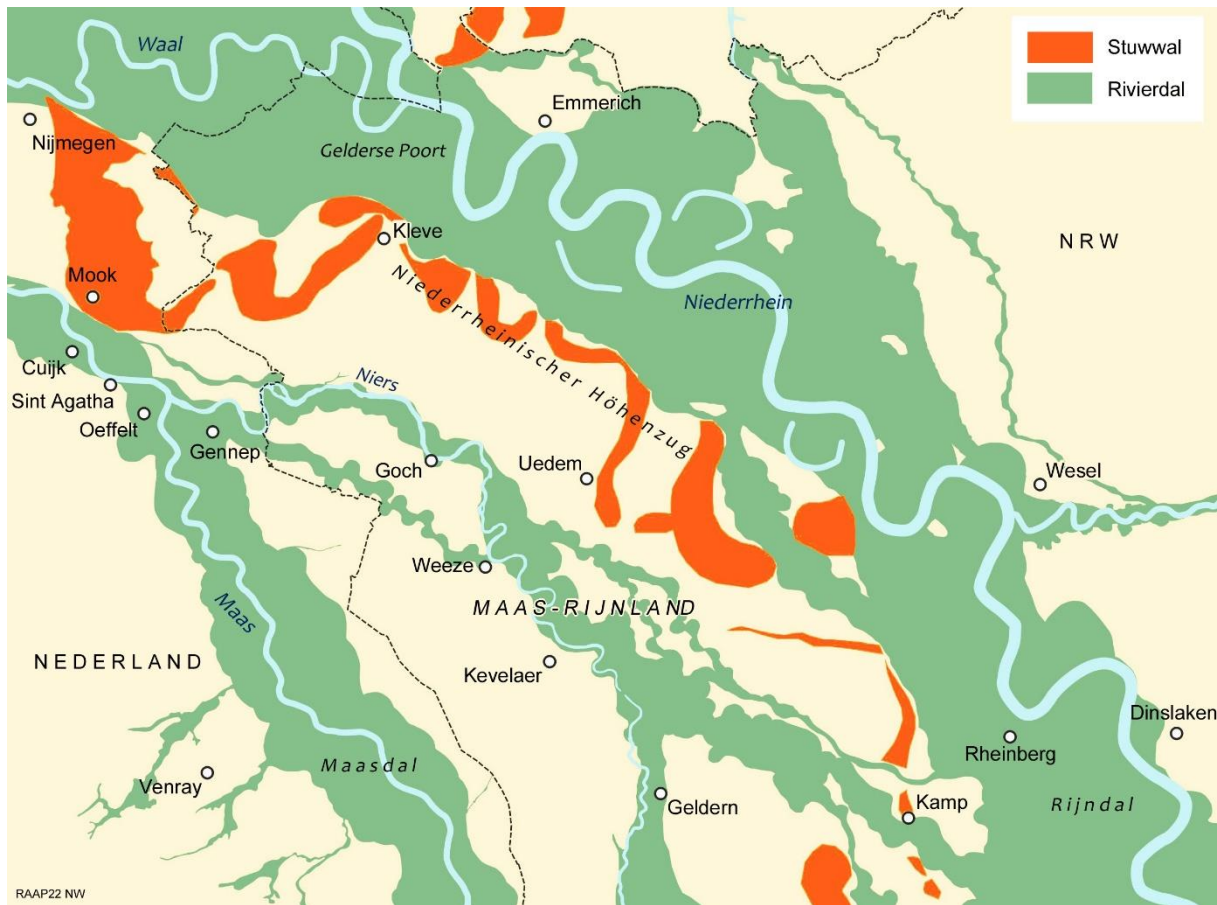 Waal
Stuwwal
Rivierdal
Emmerich
Nijmegen
Gelderse Poort
Kleve
NRW
Mook
Niederrhein
Niederrheinischer Höhenzug
Cuijk
Niers
Sint Agatha
Oeffelt
Gennep
Goch
Uedem
Wesel
Weeze
MAAS-RIJNLAND
Maas
NEDERLAND
Kevelaer
Dinslaken
Rheinberg
Maasdal
Venray
Geldern
Kamp
Rijndal
RAAP22 NW